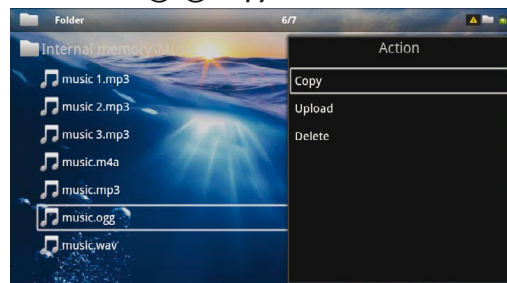 Folder 6/7
Internal memory\Mu
music 1.mp3
music 2.mp3
music 3.mp3
music.m4a
music.mp3
music.ogg
music.wav
Action
Copy
Upload
Delete